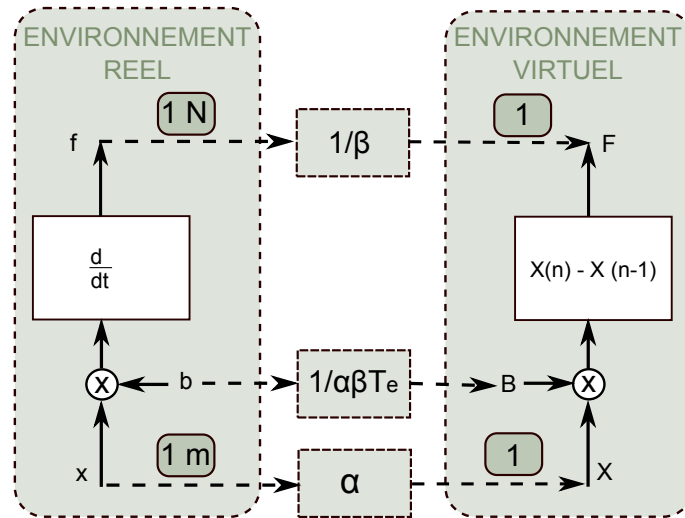 ENVIRONNEMENT
REEL
ENVIRONNEMENT
VIRTUEL
f
1 N
1/β
1
F
d
dt
X(n) - X (n-1)
x
b
1/αβTe
B
x
x
1 m
α
1
X